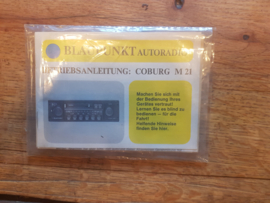 BLAUPUNKT AUTORADIO
BETRIEBSANLEITUNG: COBURG M 21
Machen Sie sich mit
der Bedienung Ihres
Gerätes vertraut!
Lernen Sie es blind zu
bedienen – für die
Fahrt!
Helfende Hinweise
finden Sie hier.